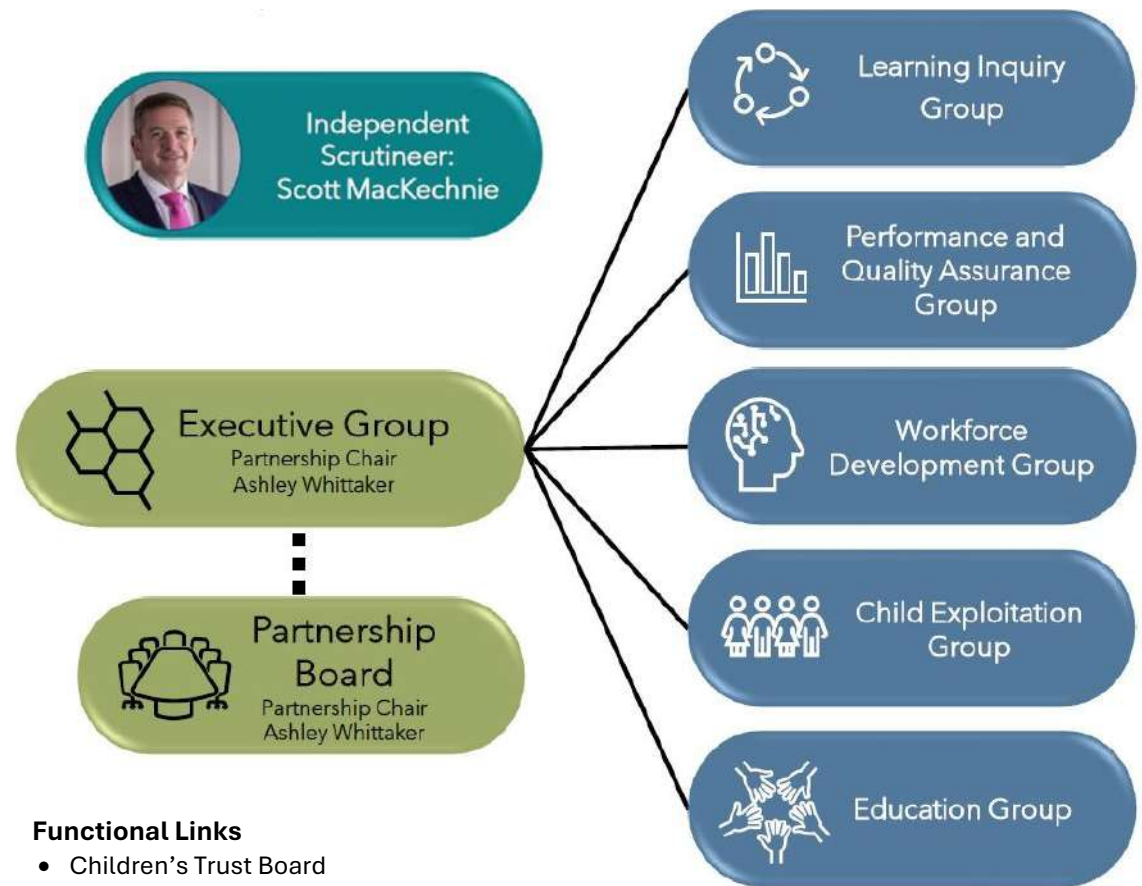 Independent
Scrutineer:
Scott MacKechnie
Executive Group
Partnership Chair
Ashley Whittaker
Partnership
Board
Partnership Chair
Ashley Whittaker
Learning Inquiry
Group
Performance and
Quality Assurance
Group
Workforce
Development Group
Child Exploitation
Group
Education Group
Functional Links
• Children’s Trust Board